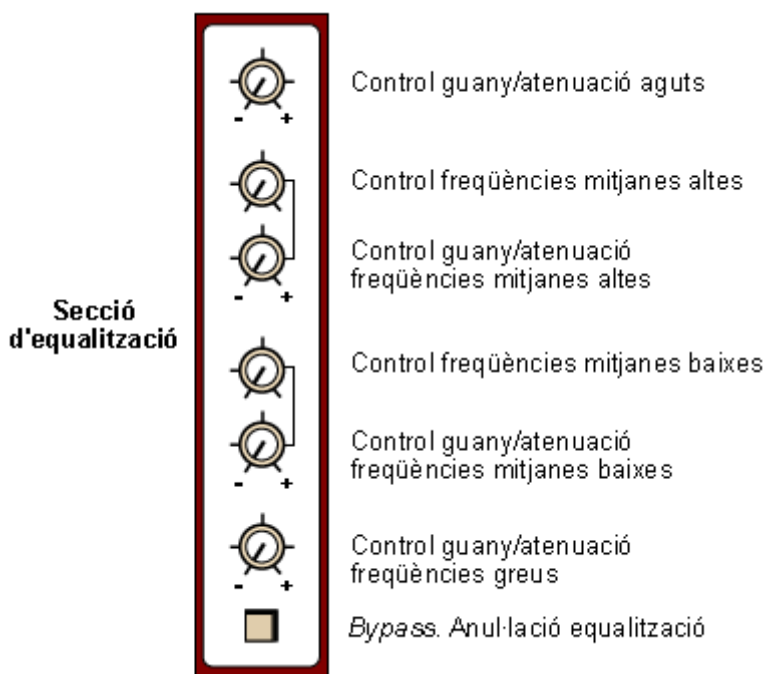 Control guany/atenuació aguts
- +
Control freqüències mitjanes altes
Control guany/atenuació
freqüències mitjanes altes
- +
Secció
d'equalització
Control freqüències mitjanes baixes
Control guany/atenuació
freqüències mitjanes baixes
- +
Control guany/atenuació
freqüències greus
- +
Bypass. Anul·lació equalització